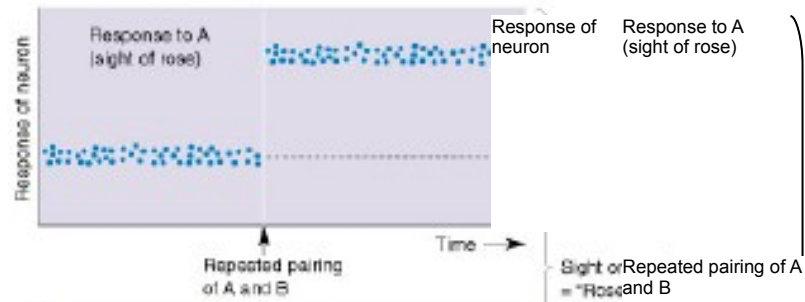 Response to A
(sight of rose)
Response of neuron
Response of
neuron
Response to A
(sight of rose)
Time
Repeated pairing
of A and B
Sight or
= "Rose
Repeated pairing of A
and B